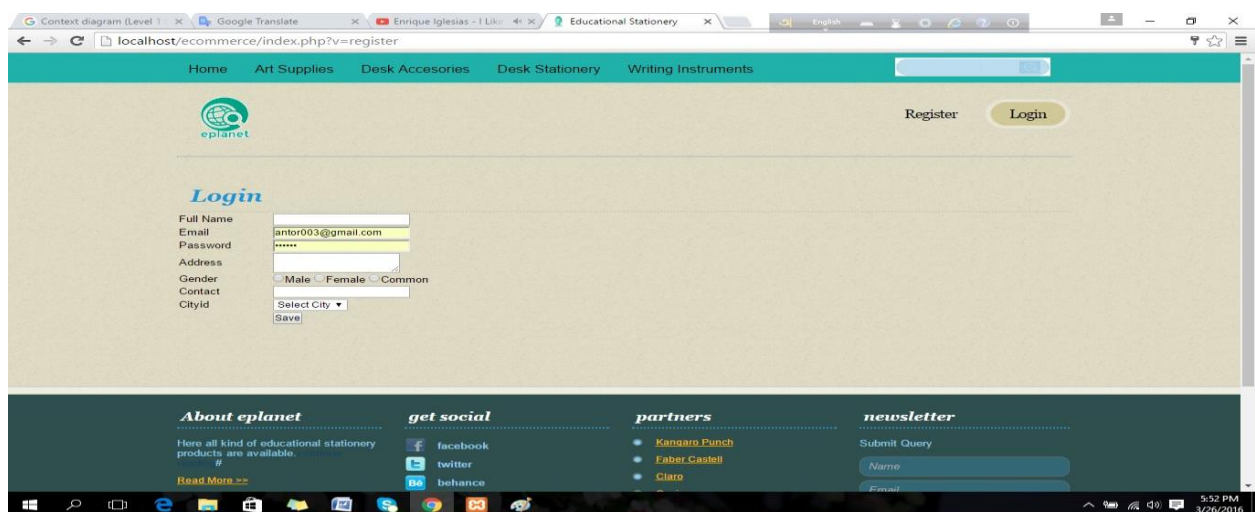 Context diagram (Level 1
Google Translate
Enrique Iglesias - I Lik
Educational Stationery
English
localhost/ecommerce/index.php?v=register
Home Art Supplies Desk Accesories Desk Stationery Writing Instruments
eplanet
Register Login
Login
Full Name
Email antor003@gmail.com
Password ••••••
Address
Gender Male Female Common
Contact
Cityid Select City
Save
About eplanet
Here all kind of educational stationery
products are available.
#
Read More >>
get social
facebook
twitter
Bē behance
partners
Kangaro Punch
Faber Castell
Claro
newsletter
Submit Query
Name
Email
5:52 PM
3/26/2016